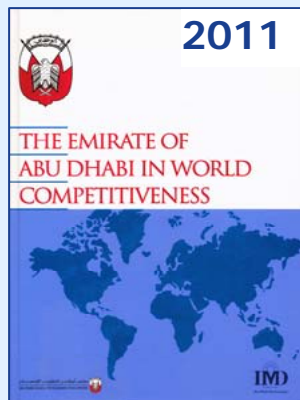 2011
THE EMIRATE OF
ABU DHABI IN WORLD
COMPETITIVENESS
IMD